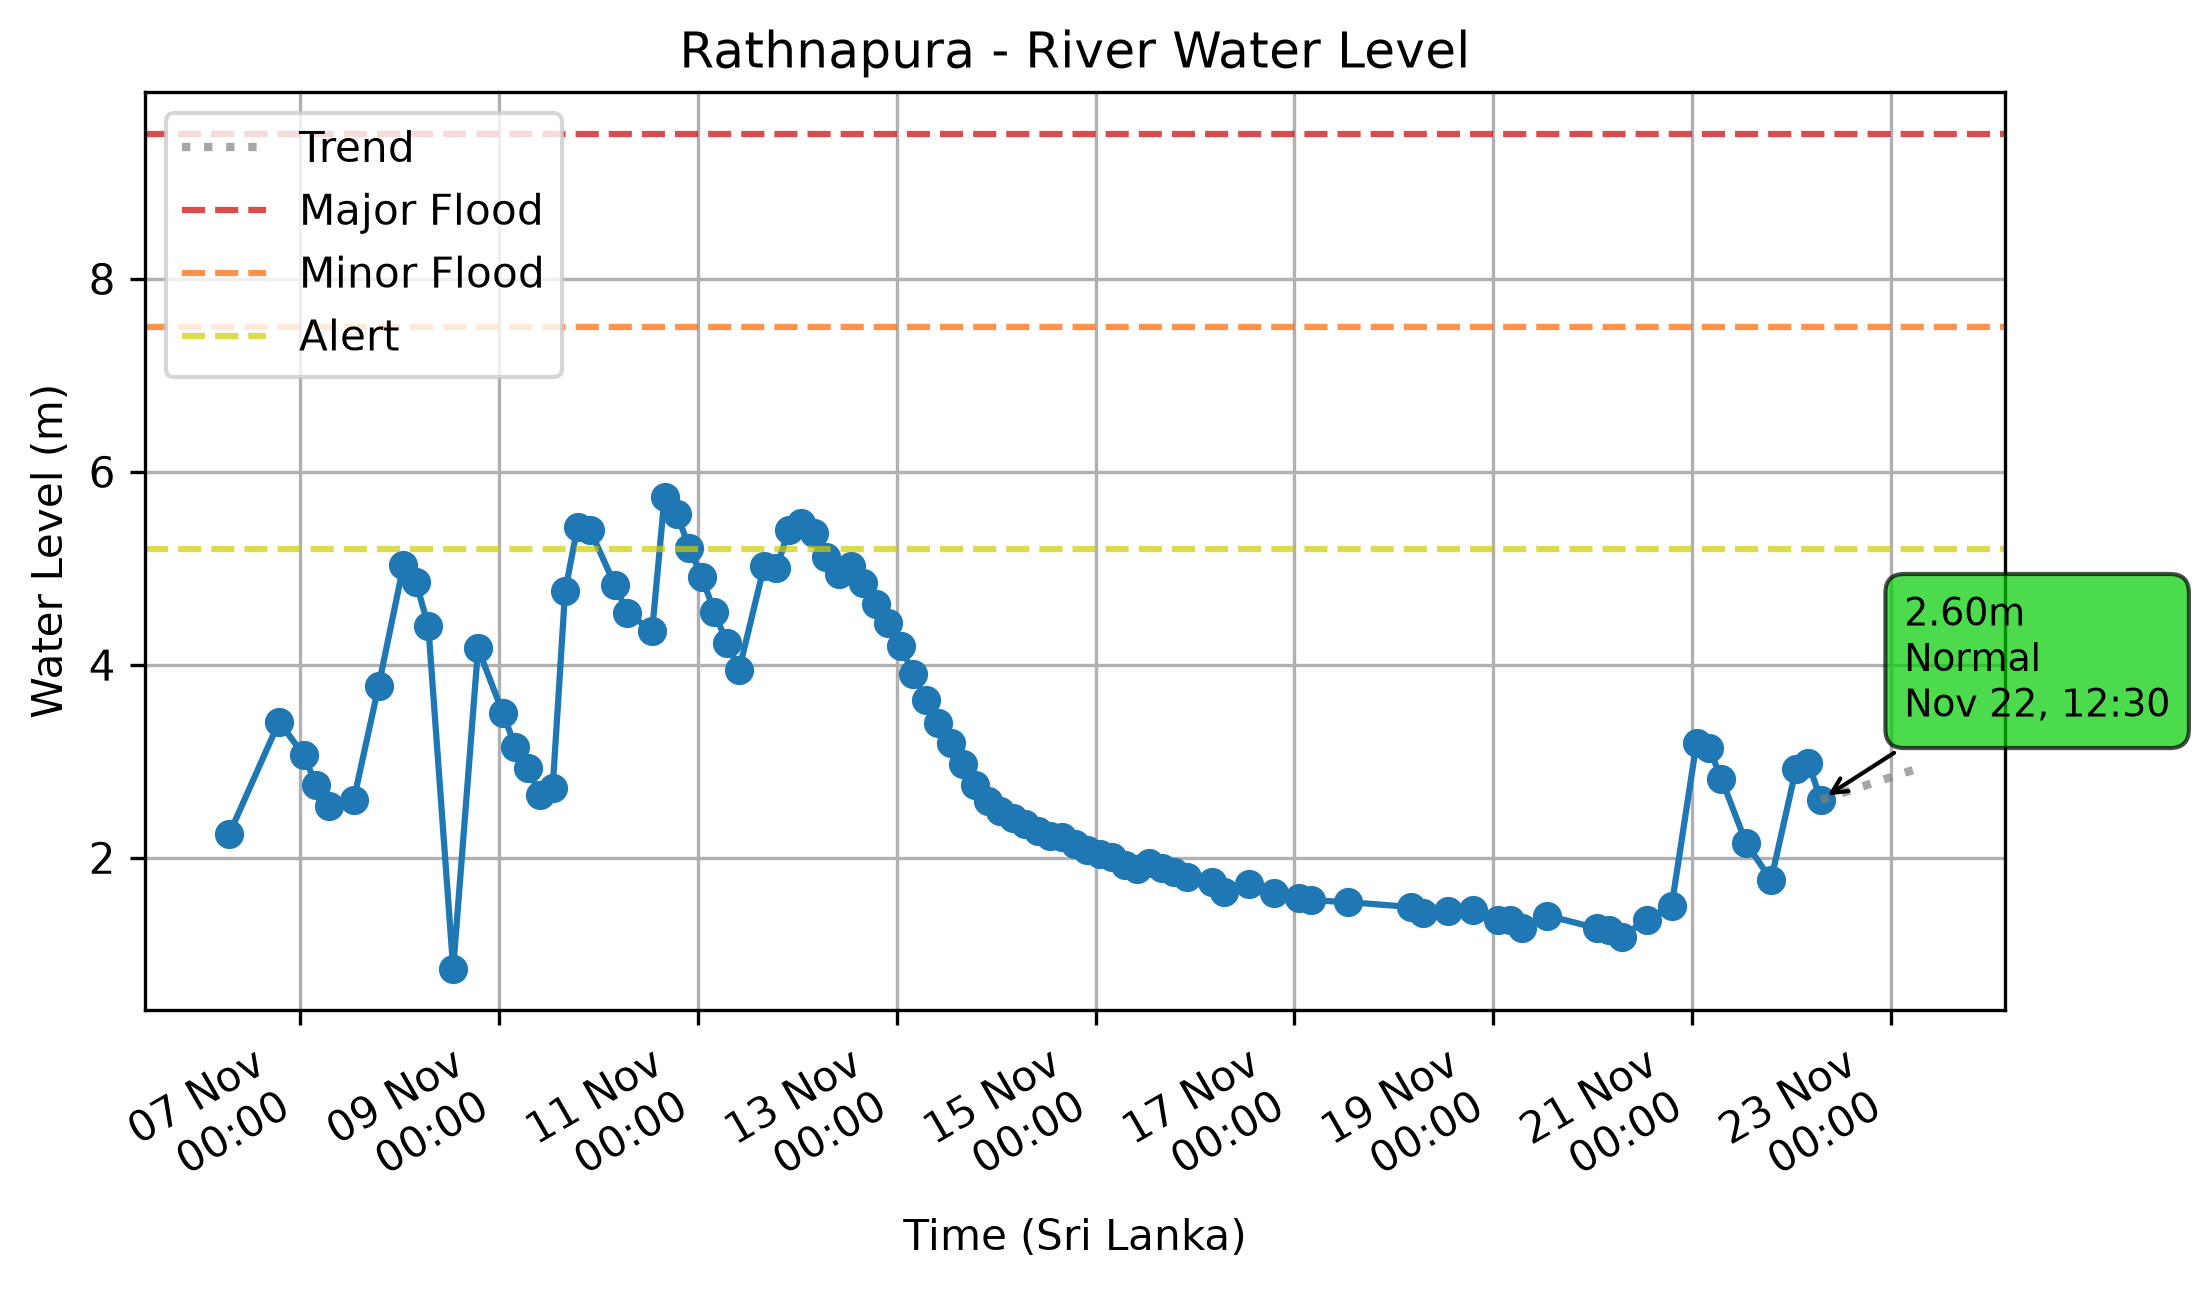 Rathnapura - River Water Level
Trend
Major Flood
Minor Flood
Alert
Water Level (m)
8
6
4
2
2.60m
Normal
Nov 22, 12:30
07 Nov
00:00
09 Nov
00:00
11 Nov
00:00
13 Nov
00:00
15 Nov
00:00
17 Nov
00:00
19 Nov
00:00
21 Nov
00:00
23 Nov
00:00
Time (Sri Lanka)